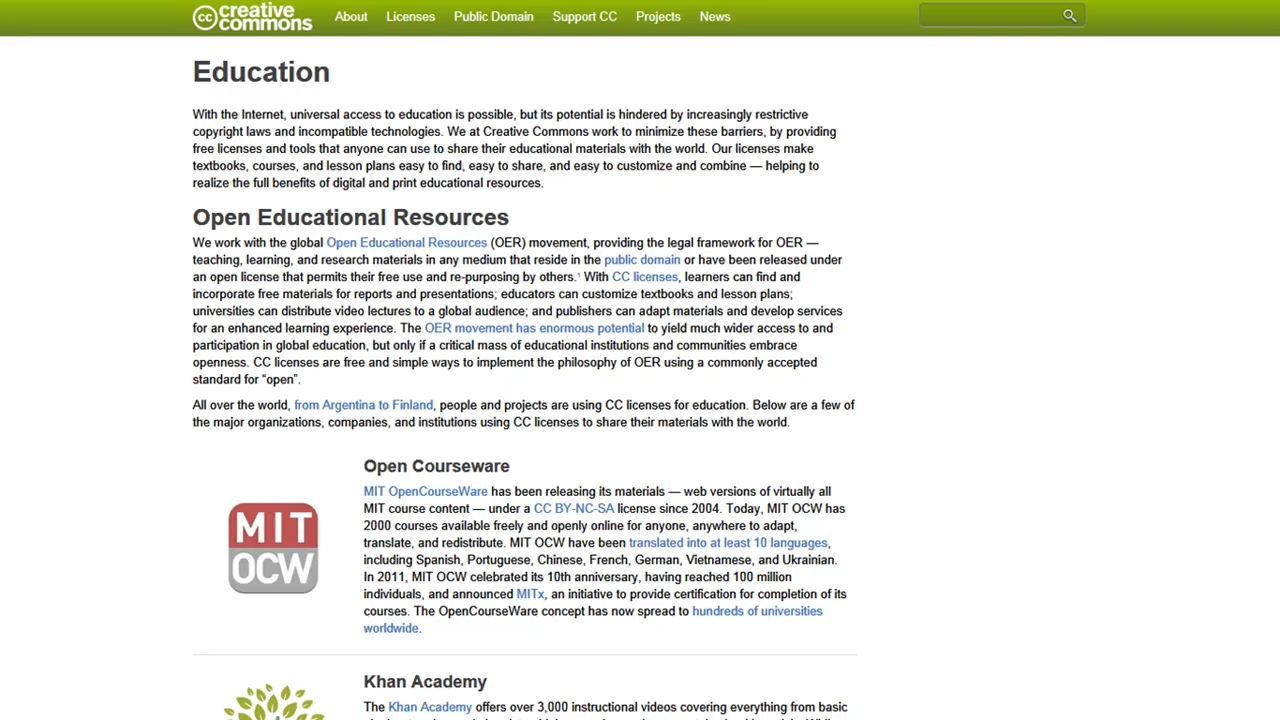 cc creative commons
About Licenses Public Domain Support CC Projects News
Education
With the Internet, universal access to education is possible, but its potential is hindered by increasingly restrictive
copyright laws and incompatible technologies. We at Creative Commons work to minimize these barriers, by providing
free licenses and tools that anyone can use to share their educational materials with the world. Our licenses make
textbooks, courses, and lesson plans easy to find, easy to share, and easy to customize and combine — helping to
realize the full benefits of digital and print educational resources.
Open Educational Resources
We work with the global Open Educational Resources (OER) movement, providing the legal framework for OER —
teaching, learning, and research materials in any medium that reside in the public domain or have been released under
an open license that permits their free use and re-purposing by others.¹ With CC licenses, learners can find and
incorporate free materials for reports and presentations; educators can customize textbooks and lesson plans;
universities can distribute video lectures to a global audience; and publishers can adapt materials and develop services
for an enhanced learning experience. The OER movement has enormous potential to yield much wider access to and
participation in global education, but only if a critical mass of educational institutions and communities embrace
openness. CC licenses are free and simple ways to implement the philosophy of OER using a commonly accepted
standard for “open”.
All over the world, from Argentina to Finland, people and projects are using CC licenses for education. Below are a few of
the major organizations, companies, and institutions using CC licenses to share their materials with the world.
MIT
OCW
Open Courseware
MIT OpenCourseWare has been releasing its materials — web versions of virtually all
MIT course content — under a CC BY-NC-SA license since 2004. Today, MIT OCW has
2000 courses available freely and openly online for anyone, anywhere to adapt,
translate, and redistribute. MIT OCW have been translated into at least 10 languages,
including Spanish, Portuguese, Chinese, French, German, Vietnamese, and Ukrainian.
In 2011, MIT OCW celebrated its 10th anniversary, having reached 100 million
individuals, and announced MITx, an initiative to provide certification for completion of its
courses. The OpenCourseWare concept has now spread to hundreds of universities
worldwide.
Khan Academy
The Khan Academy offers over 3,000 instructional videos covering everything from basic